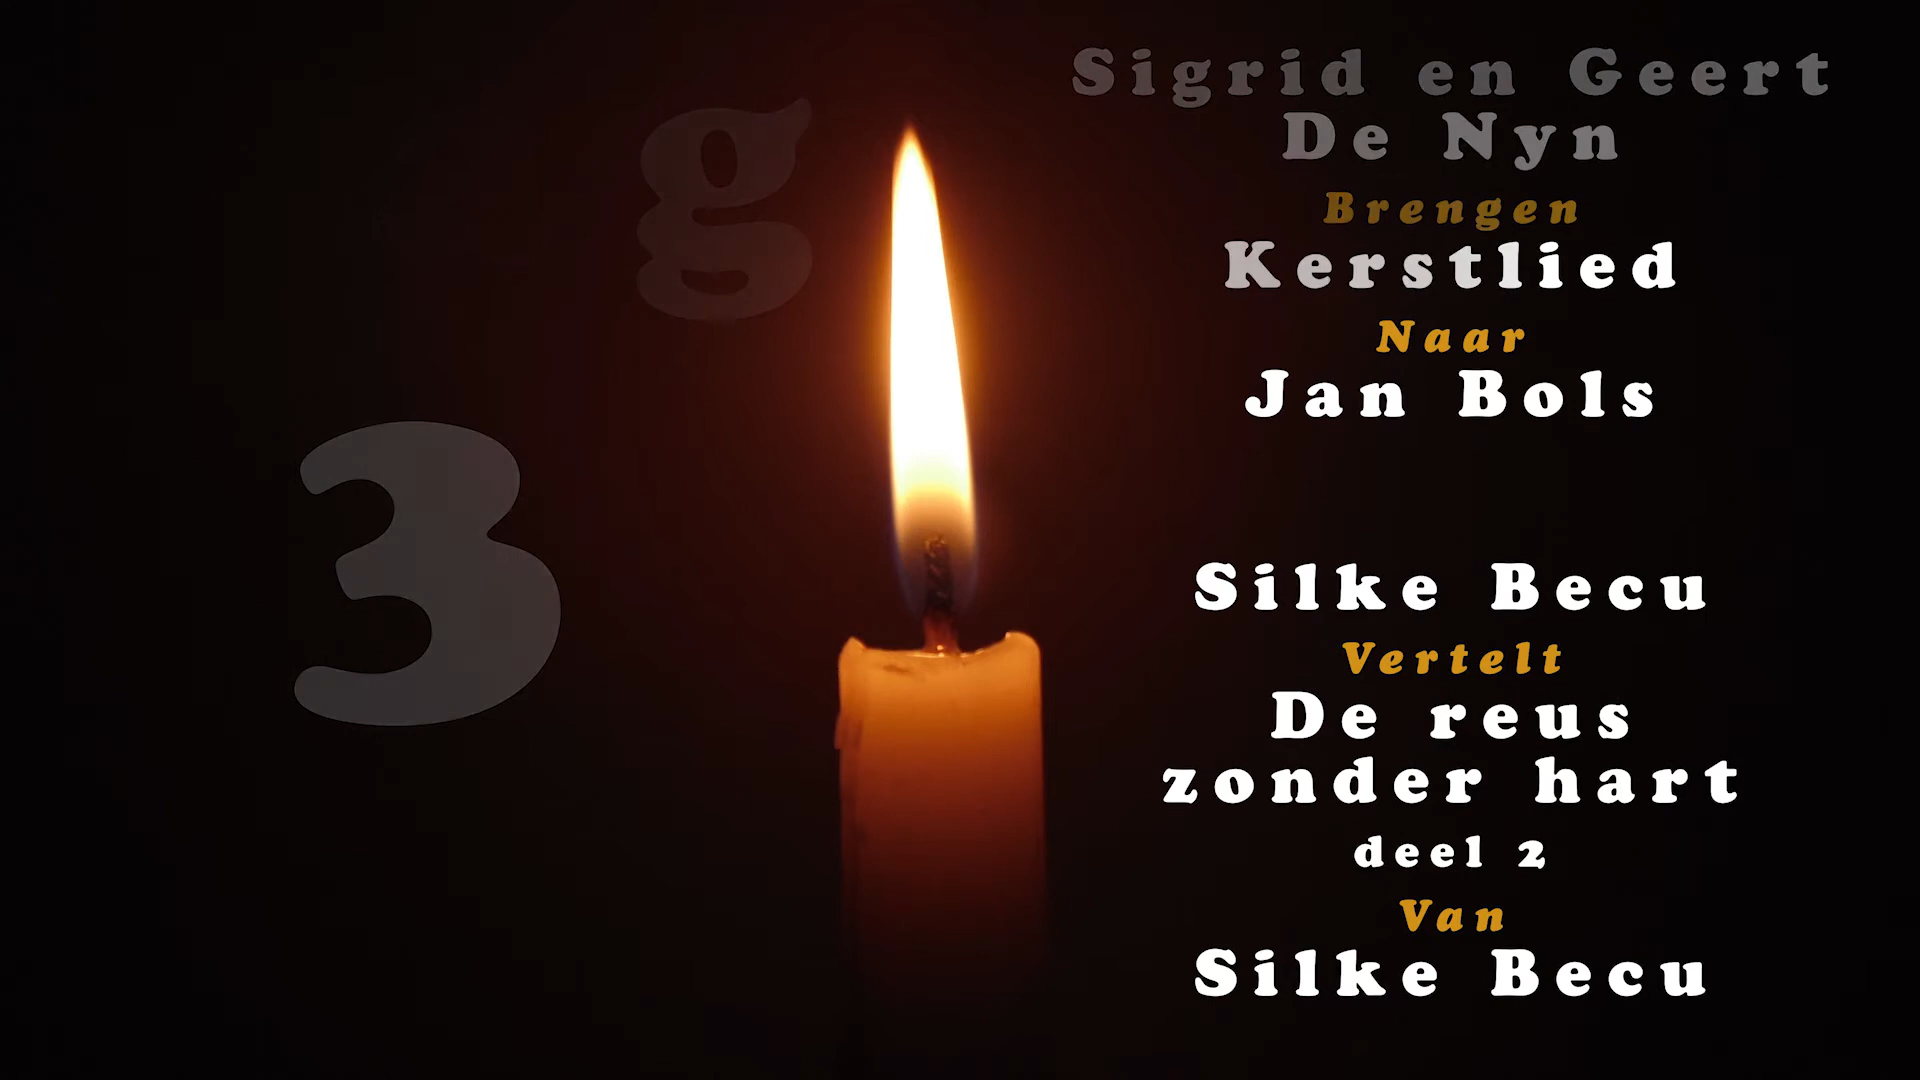 g
3
Sigrid en Geert
De Nyn
Brengen
Kerstlied
Naar
Jan Bols
Silke Becu
Vertelt
De reus
zonder hart
deel 2
Van
Silke Becu